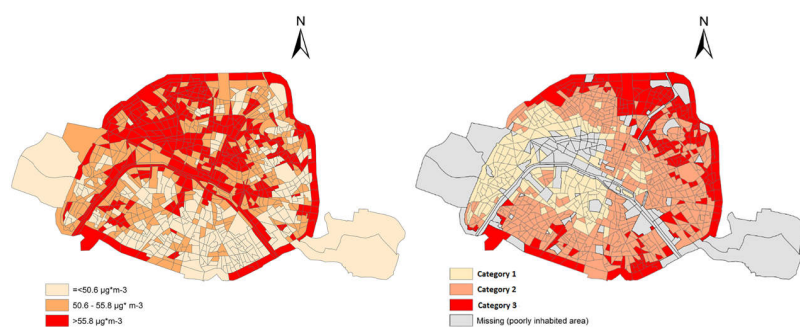 N
N
=<50.6 µg*m-3
50.6 - 55.8 µg* m-3
>55.8 µg*m-3
Category 1
Category 2
Category 3
Missing (poorly inhabited area)